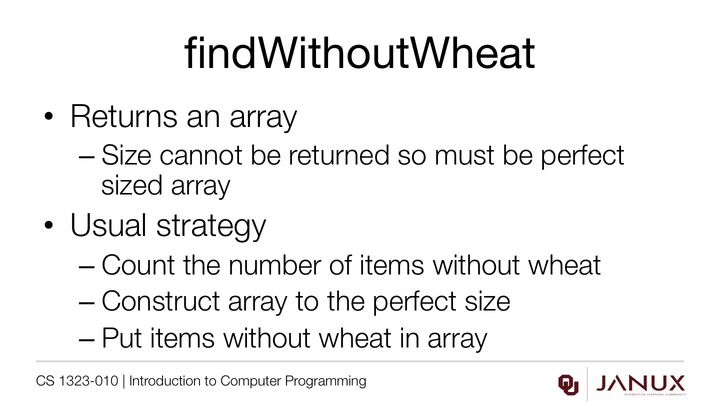 findWithoutWheat
• Returns an array
– Size cannot be returned so must be perfect
sized array
• Usual strategy
– Count the number of items without wheat
– Construct array to the perfect size
– Put items without wheat in array
CS 1323-010 | Introduction to Computer Programming
JANUX
INTERACTIVE LEARNING COMMUNITY